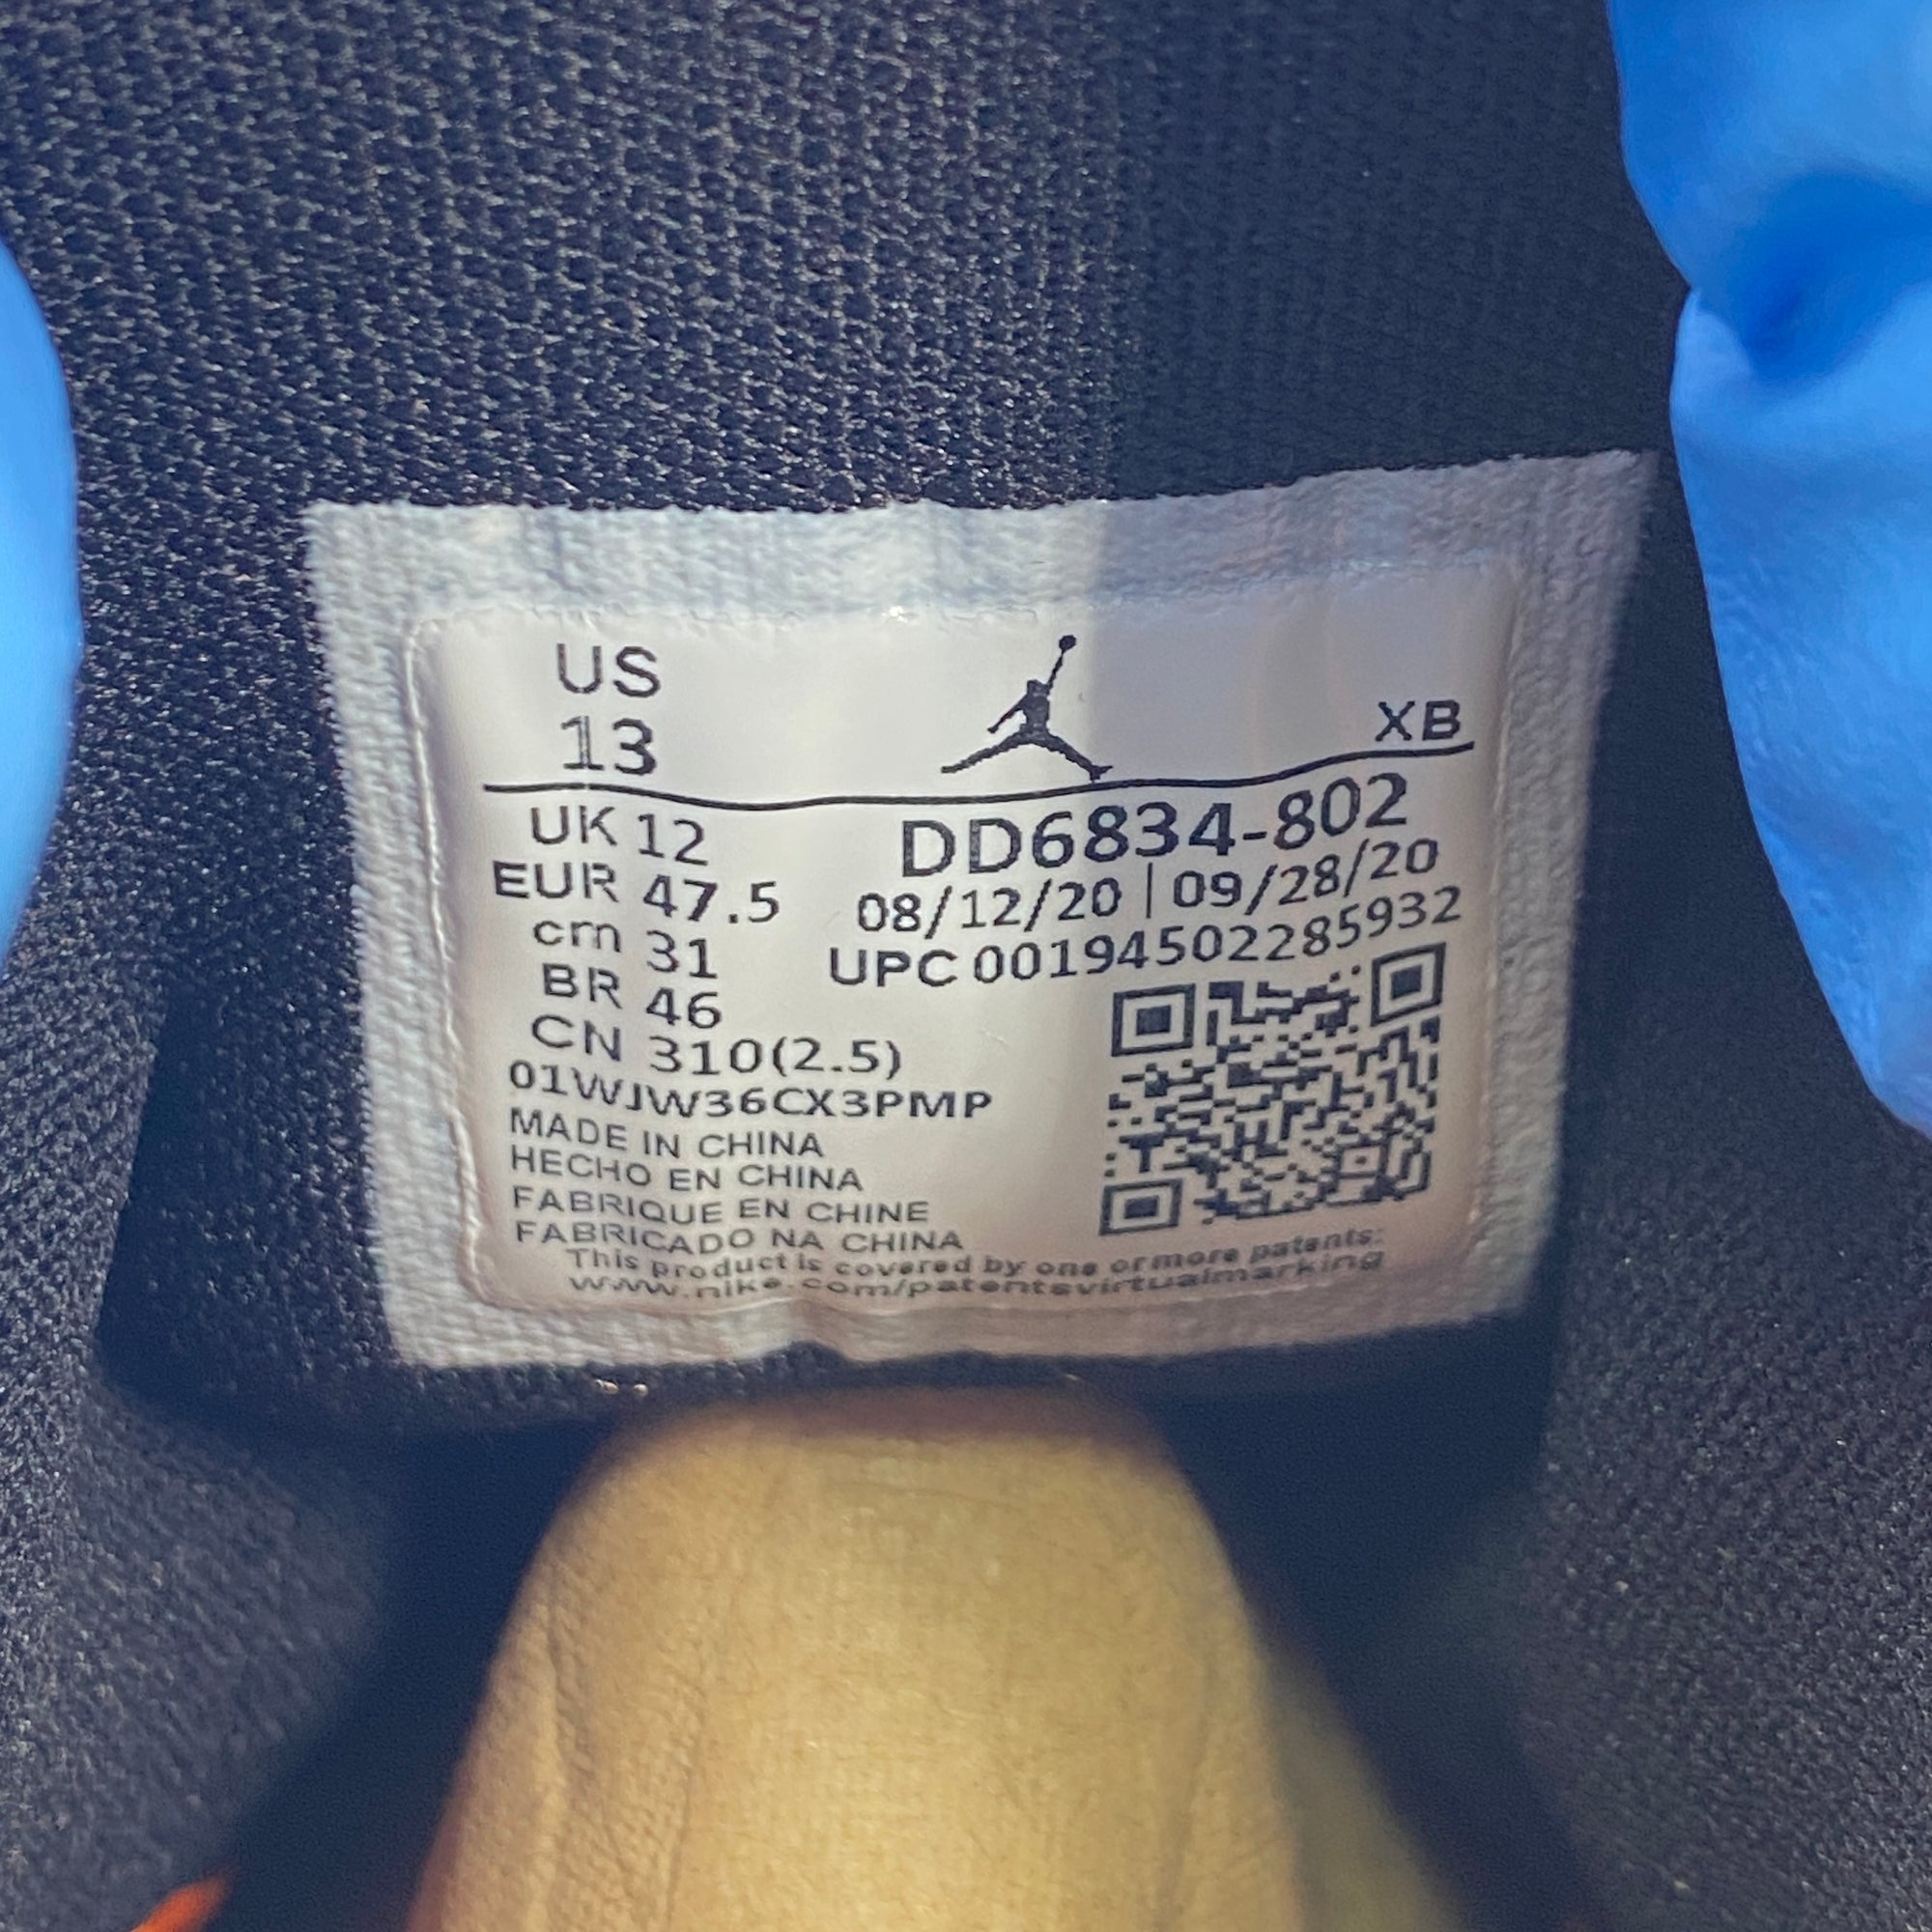 US
13
XB
UK 12
EUR 47.5
cm 31
BR 46
CN 310(2.5)
DD6834-802
08/12/20 | 09/28/20
UPC 00194502285932
01WJW36CX3PMP
MADE IN CHINA
HECHO EN CHINA
FABRIQUE EN CHINE
FABRICADO NA CHINA
This product is covered by one or more patents:
www.nike.com/patentsvirtualmarking